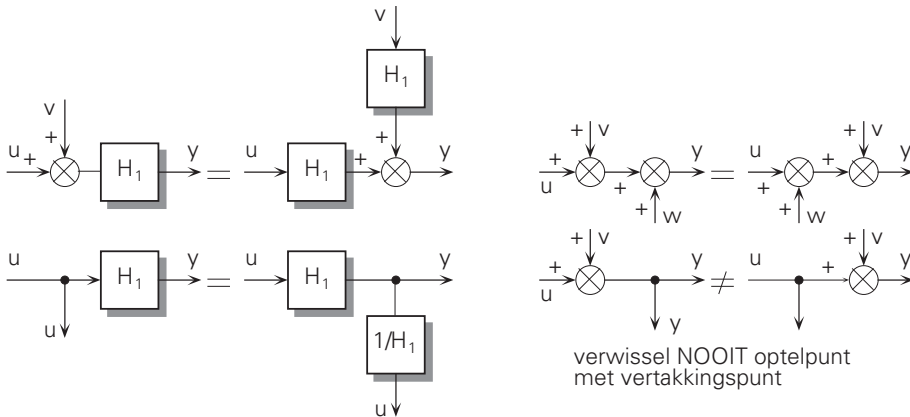 v
H1
v
+
u + H1 y = u H1 + + y
+ v
u + + w y
=
u + + w + + v y
u H1 y = u H1 y
u
1/H1
u
+ v
+ u y
y
≠
u + + v y
verwissel NOOIT optelpunt
met vertakkingspunt